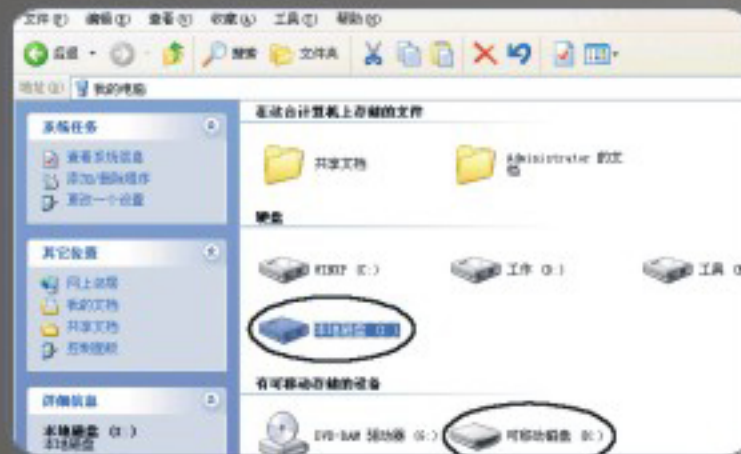 文件(F) 编辑(E) 查看(V) 收藏(A) 工具(T) 帮助(H)
后退 搜索 文件夹
地址(D) 我的电脑
系统任务
查看系统信息
添加/删除程序
更改一个设置
其它位置
网上邻居
我的文档
共享文档
控制面板
详细信息
本地磁盘
本地磁盘
在这台计算机上存储的文件
共享文档
Administrator 的文档
硬盘
WINXP (C:)
工作 (D:)
工具
本地磁盘
有可移动存储的设备
DVD-RAM 驱动器 (G:)
可移动磁盘